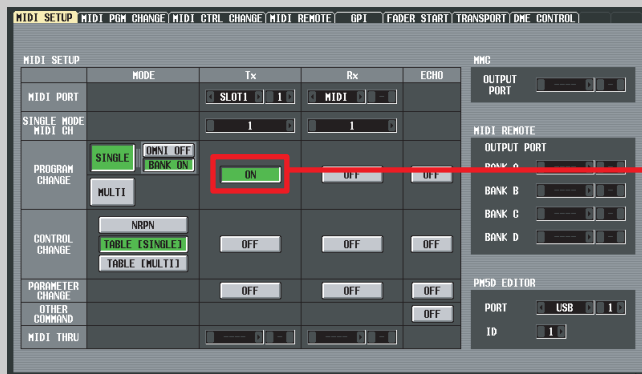 MIDI SETUP MIDI PGM CHANGE MIDI CTRL CHANGE MIDI REMOTE GPI FADER START TRANSPORT DME CONTROL
MIDI SETUP
MODE Tx Rx ECHO
MIDI PORT SLOT1 1 MIDI -
SINGLE MODE
MIDI CH 1 1
PROGRAM
CHANGE SINGLE OMNI OFF
BANK ON
MULTI ON OFF OFF
CONTROL
CHANGE NRPN
TABLE [SINGLE]
TABLE [MULTI] OFF OFF OFF
PARAMETER
CHANGE OFF OFF OFF
OTHER
COMMAND OFF
MIDI THRU ---- - ---- -
MMC
OUTPUT
PORT ---- -
MIDI REMOTE
OUTPUT PORT
BANK A ---- -
BANK B ---- -
BANK C ---- -
BANK D ---- -
PM5D EDITOR
PORT USB 1
ID 1